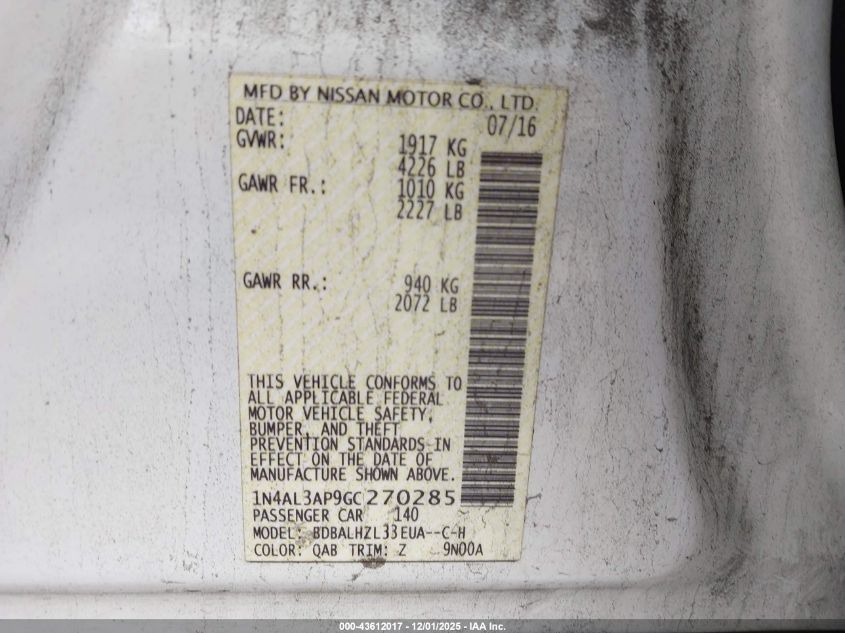 MFD BY NISSAN MOTOR CO., LTD.
DATE: 07/16
GVWR: 1917 KG
4226 LB
GAWR FR.: 1010 KG
2227 LB
GAWR RR.: 940 KG
2072 LB
THIS VEHICLE CONFORMS TO
ALL APPLICABLE FEDERAL
MOTOR VEHICLE SAFETY,
BUMPER, AND THEFT
PREVENTION STANDARDS IN
EFFECT ON THE DATE OF
MANUFACTURE SHOWN ABOVE.
1N4AL3AP9GC270285
PASSENGER CAR 140
MODEL: BDBALHZL33EUA--C-H
COLOR: QAB TRIM: Z 9N00A
000-43612017 - 12/01/2025 - IAA Inc.